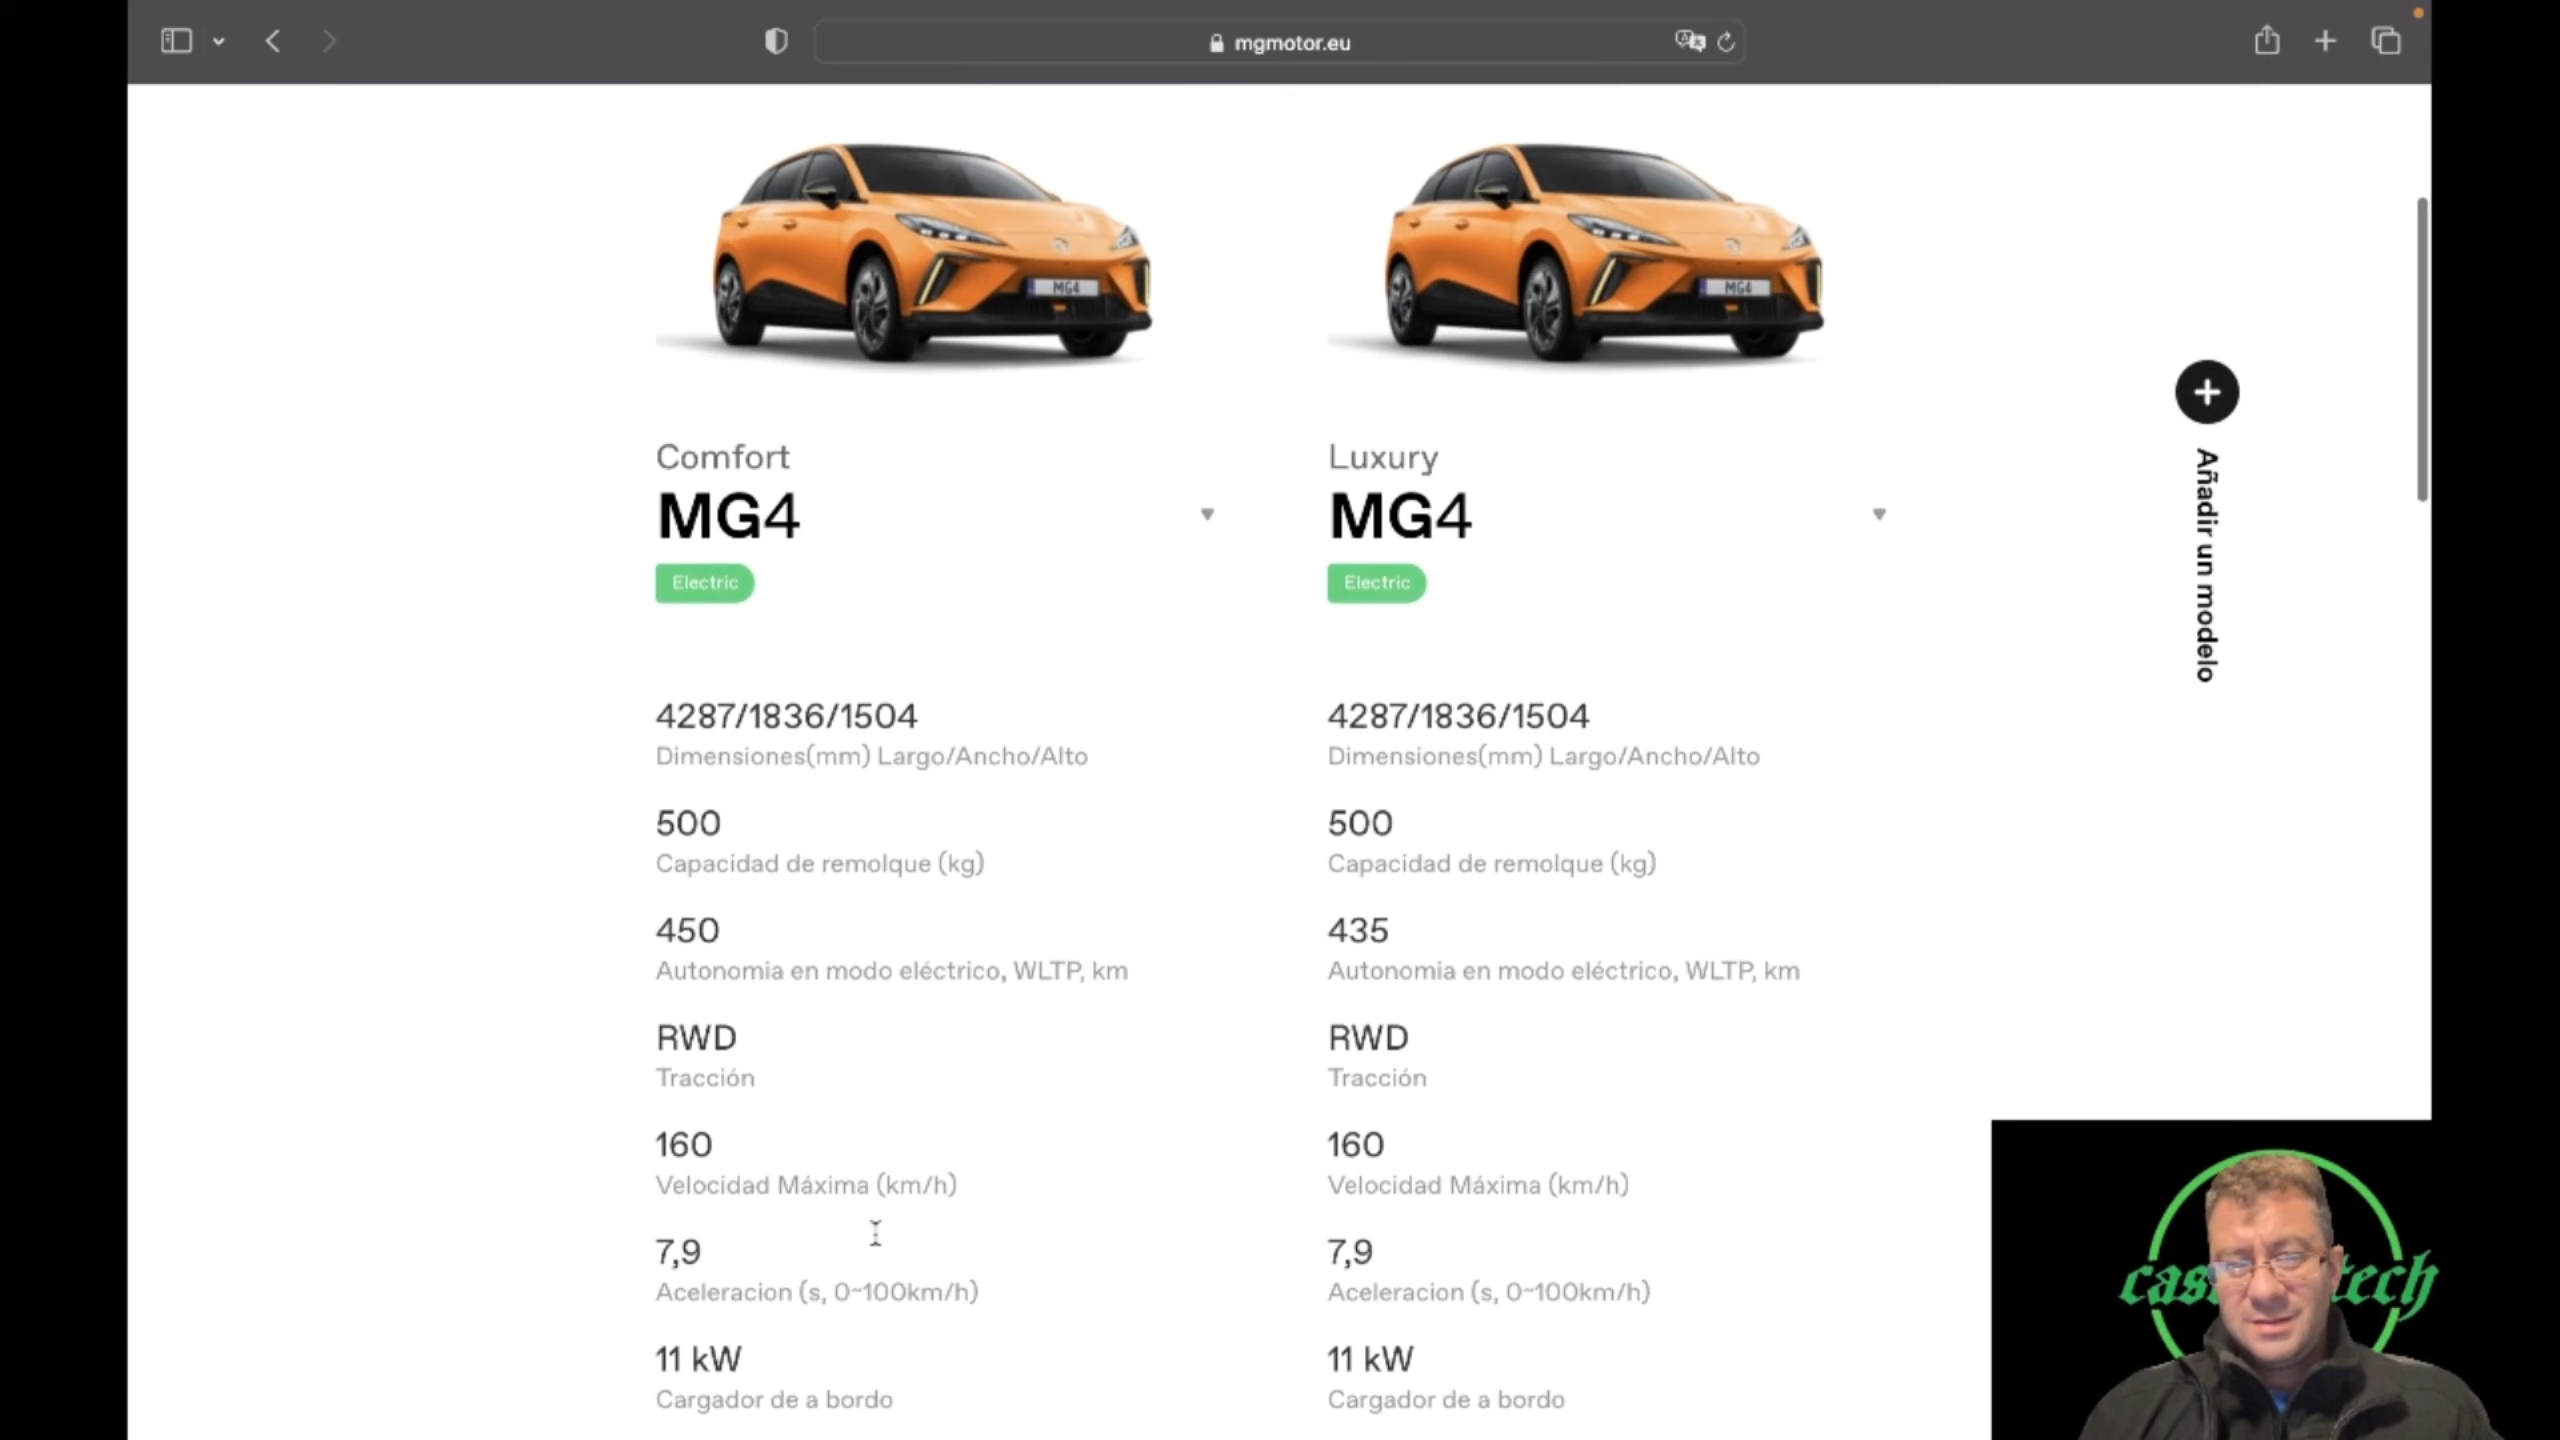 mgmotor.eu
MG4
MG4
Comfort
MG4
Electric
4287/1836/1504
Dimensiones(mm) Largo/Ancho/Alto
500
Capacidad de remolque (kg)
450
Autonomia en modo eléctrico, WLTP, km
RWD
Tracción
160
Velocidad Máxima (km/h)
7,9
Aceleracion (s, 0~100km/h)
11 kW
Cargador de a bordo
Luxury
MG4
Electric
4287/1836/1504
Dimensiones(mm) Largo/Ancho/Alto
500
Capacidad de remolque (kg)
435
Autonomia en modo eléctrico, WLTP, km
RWD
Tracción
160
Velocidad Máxima (km/h)
7,9
Aceleracion (s, 0~100km/h)
11 kW
Cargador de a bordo
Añadir un modelo
tech